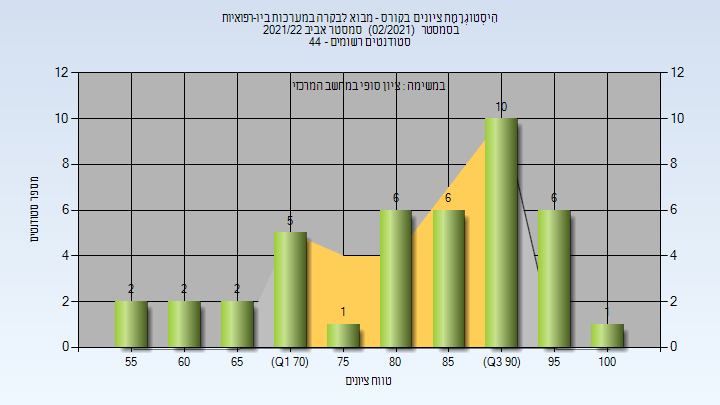 הִיסְטוֹגְרַמַּת ציונים בקורס - מבוא לבקרה במערכות ביו-רפואיות
בסמסטר (02/2021) סמסטר אביב 2021/22
סטודנטים רשומים - 44
במשימה : ציון סופי במחשב המרכזי
12 12
10 10 10
8 8
6 6 6 6 6
5
4 4
2 2 2 2 2
1 1
0 0
55 60 65 (Q1 70) 75 80 85 (Q3 90) 95 100
טווח ציונים
מספר סטודנטים